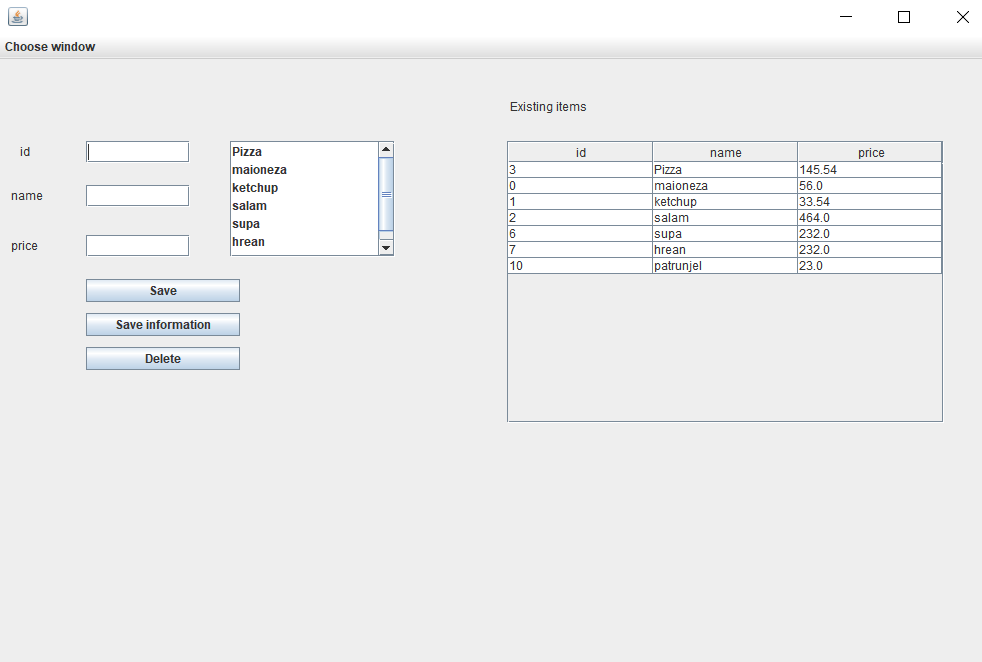 Choose window
Existing items
id
name
price
Pizza
maioneza
ketchup
salam
supa
hrean
Save
Save information
Delete
id name price
3 Pizza 145.54
0 maioneza 56.0
1 ketchup 33.54
2 salam 464.0
6 supa 232.0
7 hrean 232.0
10 patrunjel 23.0